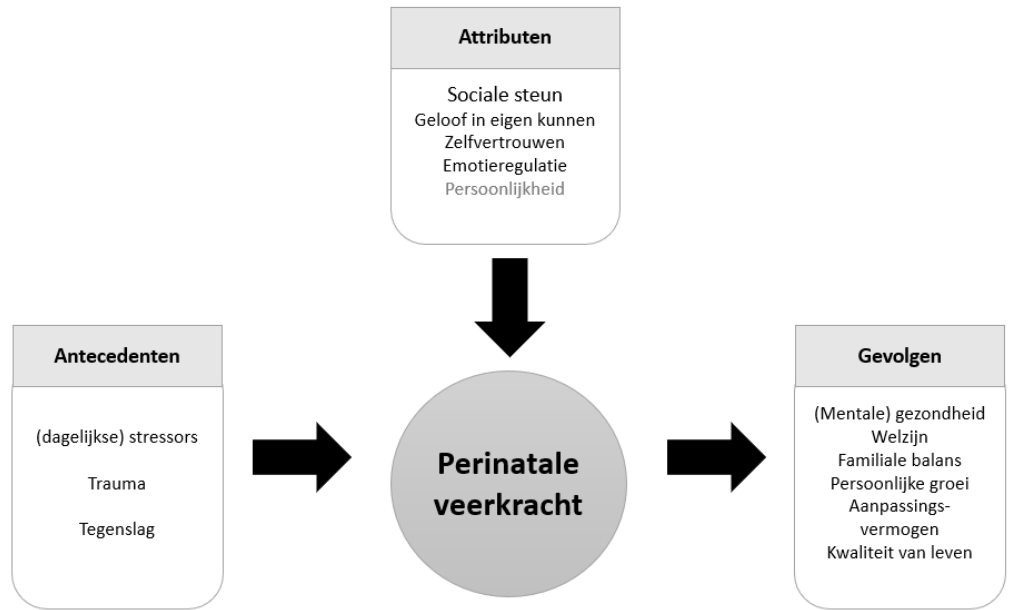 Attributen
Sociale steun
Geloof in eigen kunnen
Zelfvertrouwen
Emotieregulatie
Persoonlijkheid
Antecedenten
(dagelijkse) stressors
Trauma
Tegenslag
Perinatale
veerkracht
Gevolgen
(Mentale) gezondheid
Welzijn
Familiale balans
Persoonlijke groei
Aanpassings-
vermogen
Kwaliteit van leven